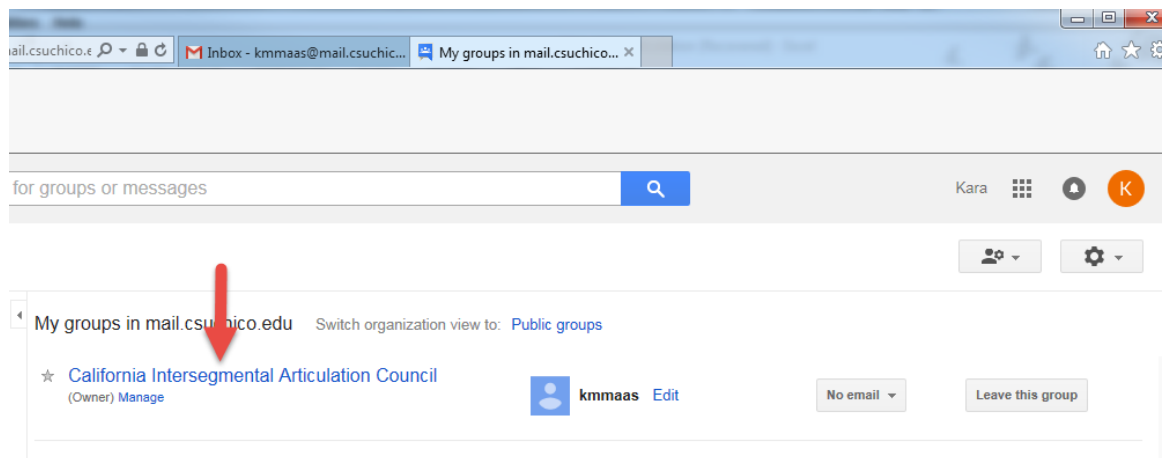 ail.csuchico.e
Inbox - kmmaas@mail.csuchic...
My groups in mail.csuchico...
for groups or messages
Kara
K
My groups in mail.csuchico.edu Switch organization view to: Public groups
California Intersegmental Articulation Council
(Owner) Manage
kmmaas Edit
No email
Leave this group